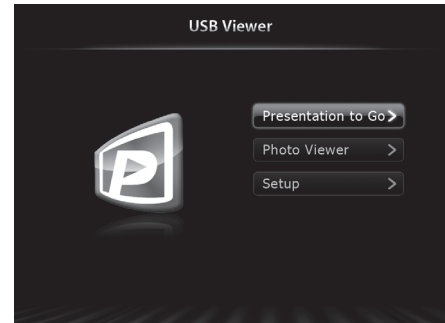 USB Viewer
Presentation to Go
Photo Viewer
Setup
P